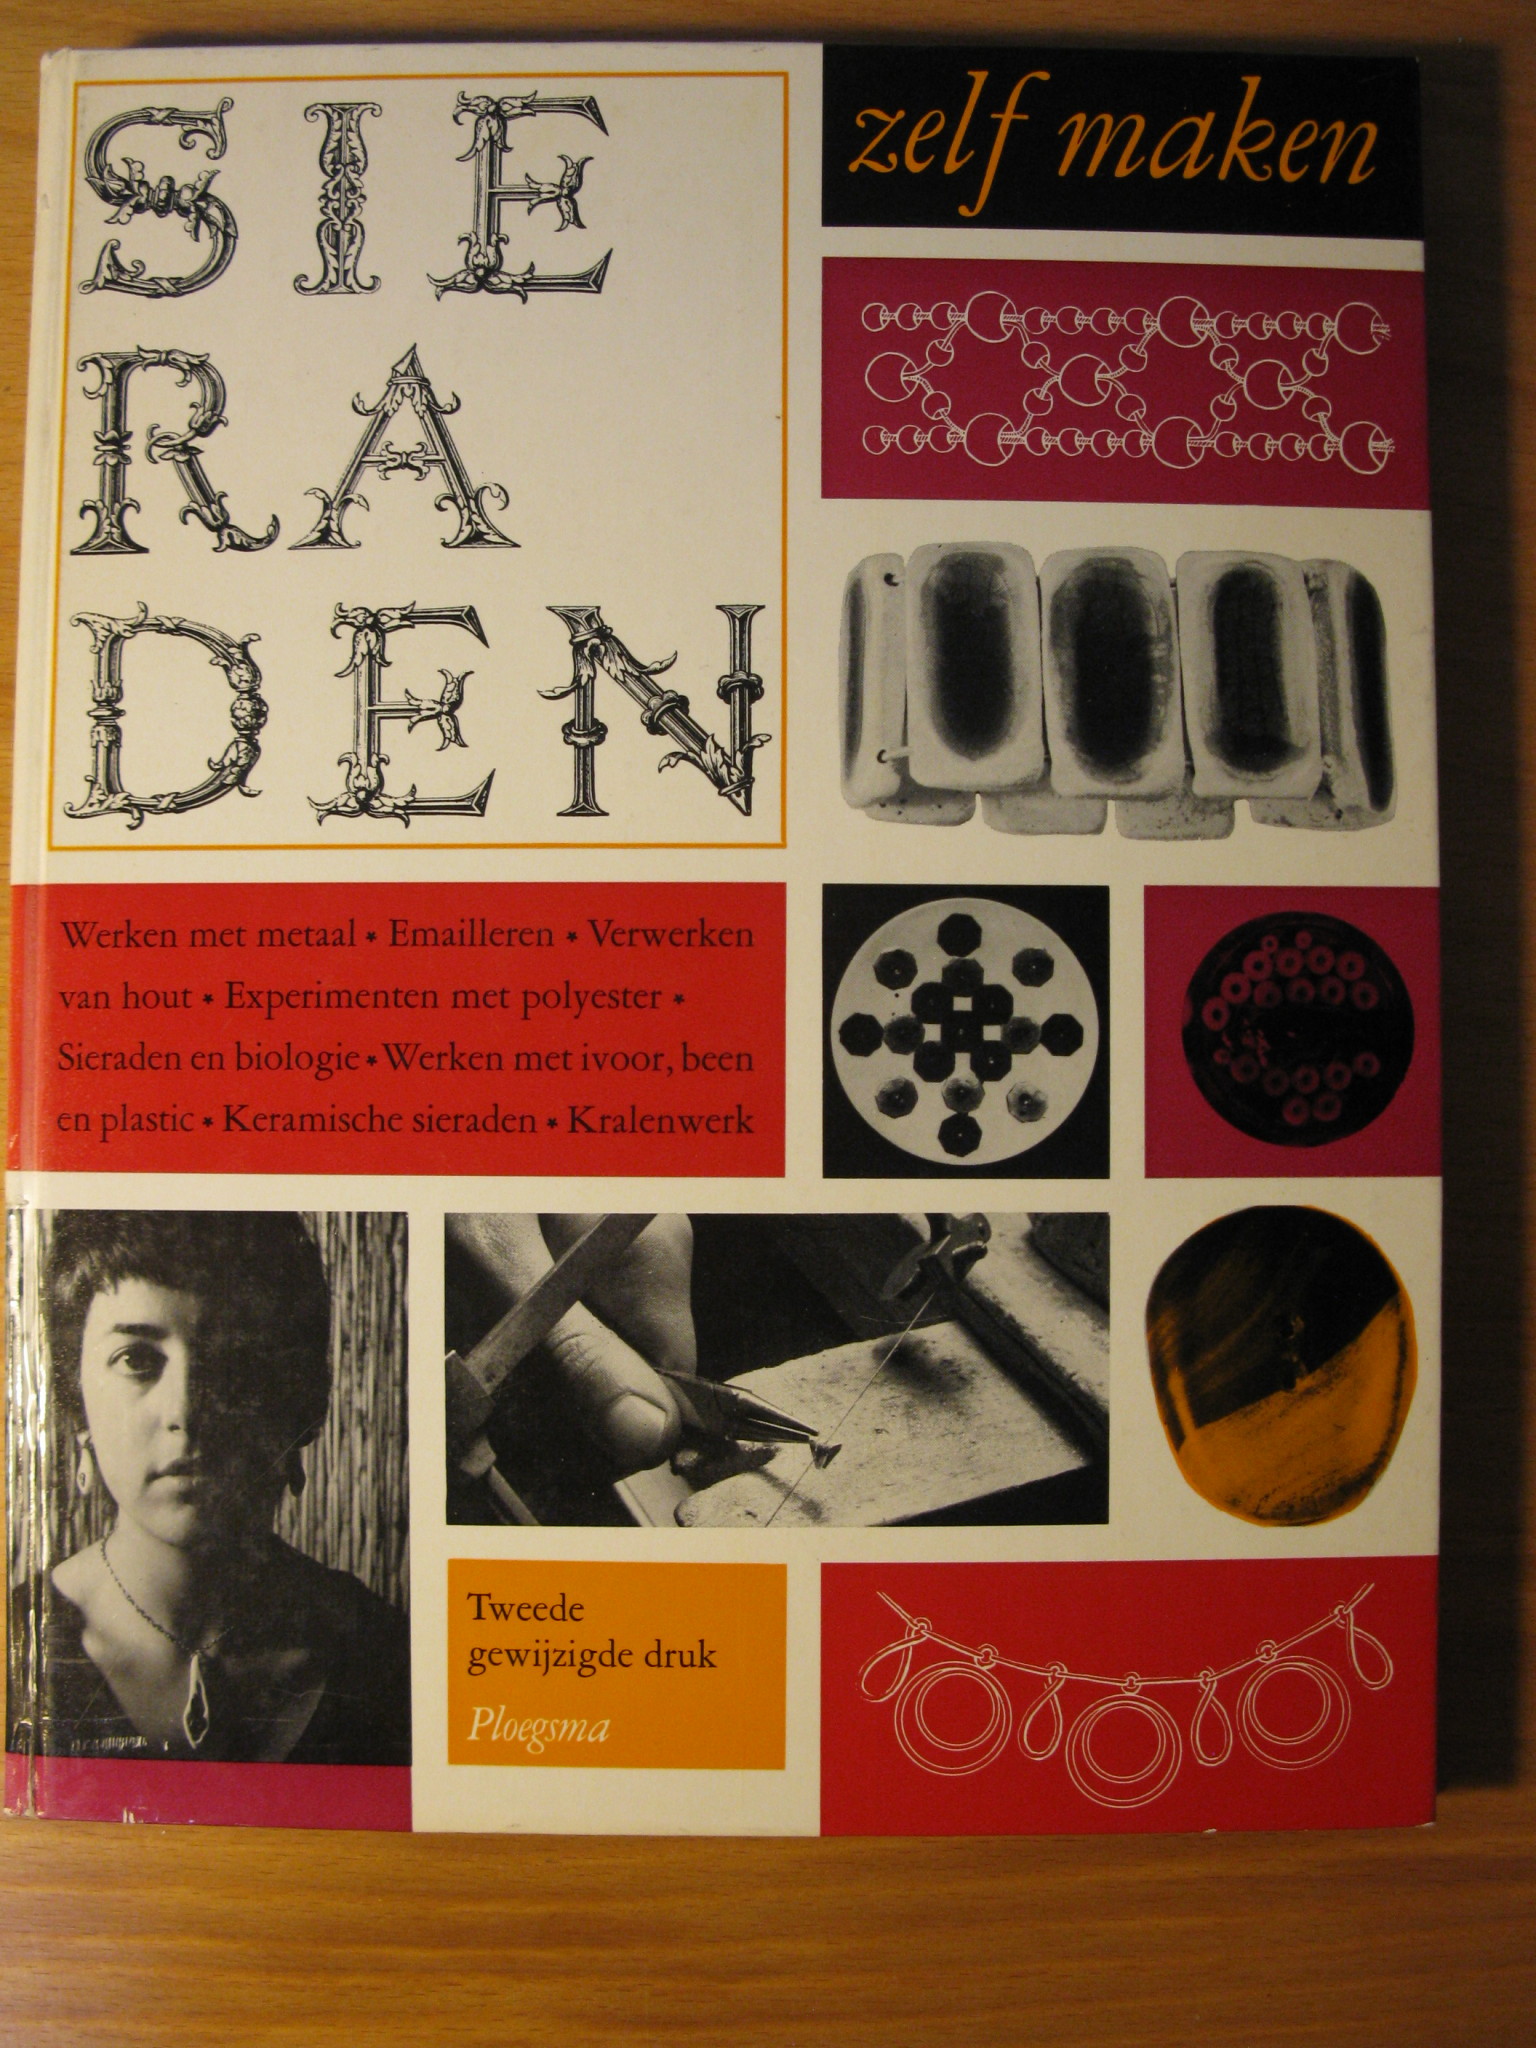 SIE
RA
DEN
zelf maken
Werken met metaal * Emailleren * Verwerken
van hout * Experimenten met polyester *
Sieraden en biologie * Werken met ivoor, been
en plastic * Keramische sieraden * Kralenwerk
Tweede
gewijzigde druk
Ploegsma